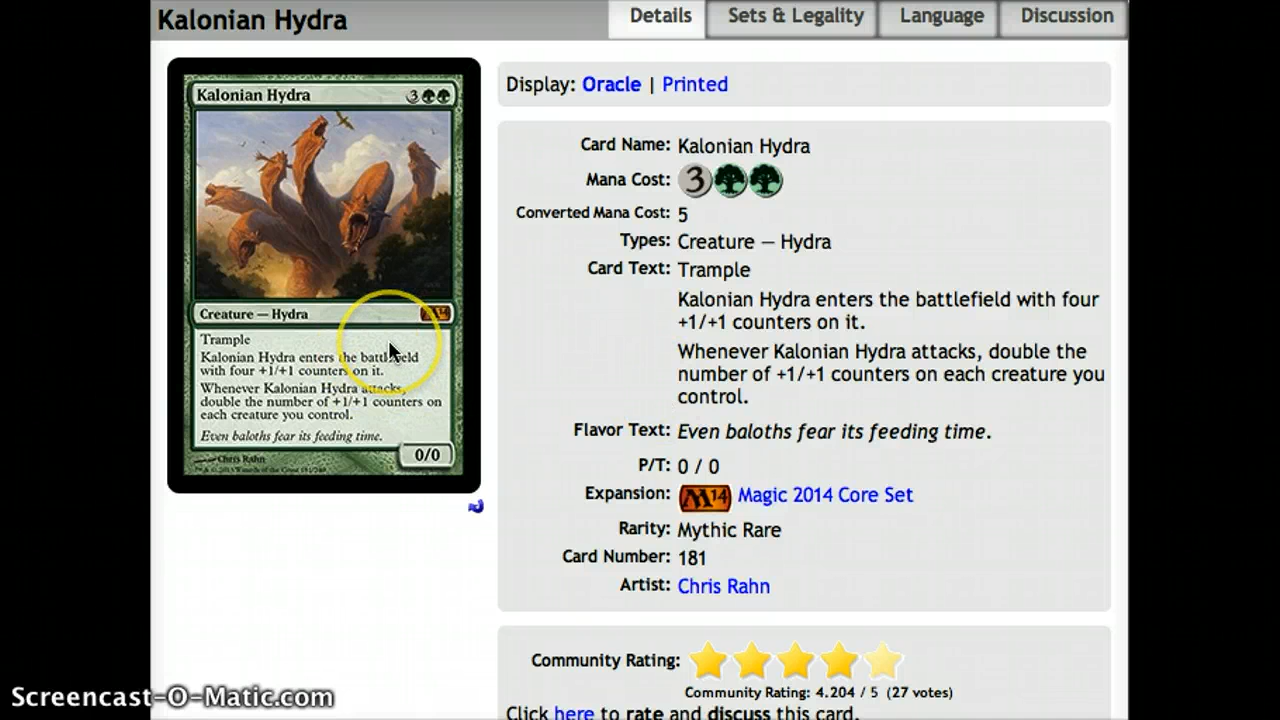 Kalonian Hydra
Details
Sets & Legality
Language
Discussion
Kalonian Hydra
3
Creature — Hydra
M14
Trample
Kalonian Hydra enters the battlefield
with four +1/+1 counters on it.
Whenever Kalonian Hydra attacks,
double the number of +1/+1 counters on
each creature you control.
Even baloths fear its feeding time.
Chris Rahn
0/0
Display: Oracle | Printed
Card Name: Kalonian Hydra
Mana Cost: 3
Converted Mana Cost: 5
Types: Creature — Hydra
Card Text: Trample
Kalonian Hydra enters the battlefield with four
+1/+1 counters on it.
Whenever Kalonian Hydra attacks, double the
number of +1/+1 counters on each creature you
control.
Flavor Text: Even baloths fear its feeding time.
P/T: 0 / 0
Expansion: M14 Magic 2014 Core Set
Rarity: Mythic Rare
Card Number: 181
Artist: Chris Rahn
Community Rating:
Community Rating: 4.204 / 5 (27 votes)
Click here to rate and discuss this card.
Screencast-O-Matic.com